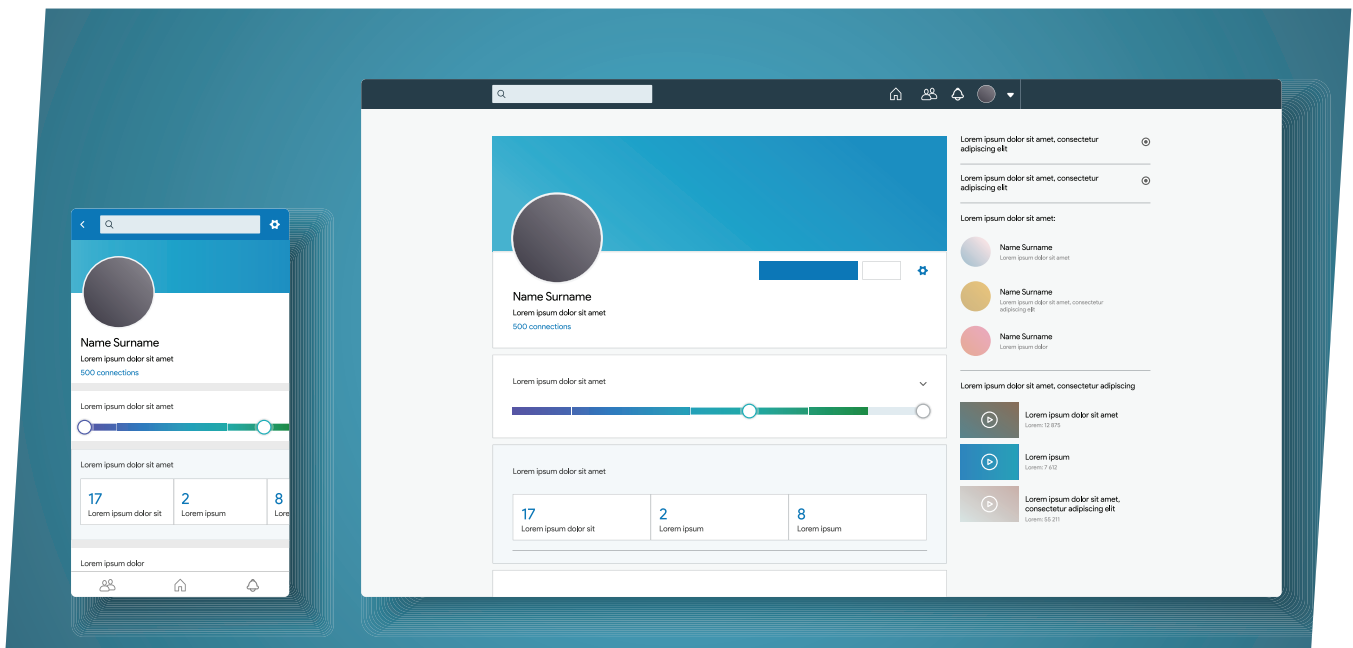 Name Surname
Lorem ipsum dolor sit amet
500 connections
Lorem ipsum dolor sit amet
Lorem ipsum dolor sit amet
17
Lorem ipsum dolor sit
2
Lorem ipsum
8
Lore
Lorem ipsum dolor
Name Surname
Lorem ipsum dolor sit amet
500 connections
Lorem ipsum dolor sit amet
Lorem ipsum dolor sit amet
17
Lorem ipsum dolor sit
2
Lorem ipsum
8
Lorem ipsum
Lorem ipsum dolor sit amet, consectetur
adipiscing elit
Lorem ipsum dolor sit amet, consectetur
adipiscing elit
Lorem ipsum dolor sit amet:
Name Surname
Lorem ipsum dolor sit amet
Name Surname
Lorem ipsum dolor sit amet, consectetur
adipiscing elit
Name Surname
Lorem ipsum dolor
Lorem ipsum dolor sit amet, consectetur adipiscing
Lorem ipsum dolor sit amet
Lorem: 12 875
Lorem ipsum
Lorem: 7 612
Lorem ipsum dolor sit amet,
consectetur adipiscing elit
Lorem: 55 211